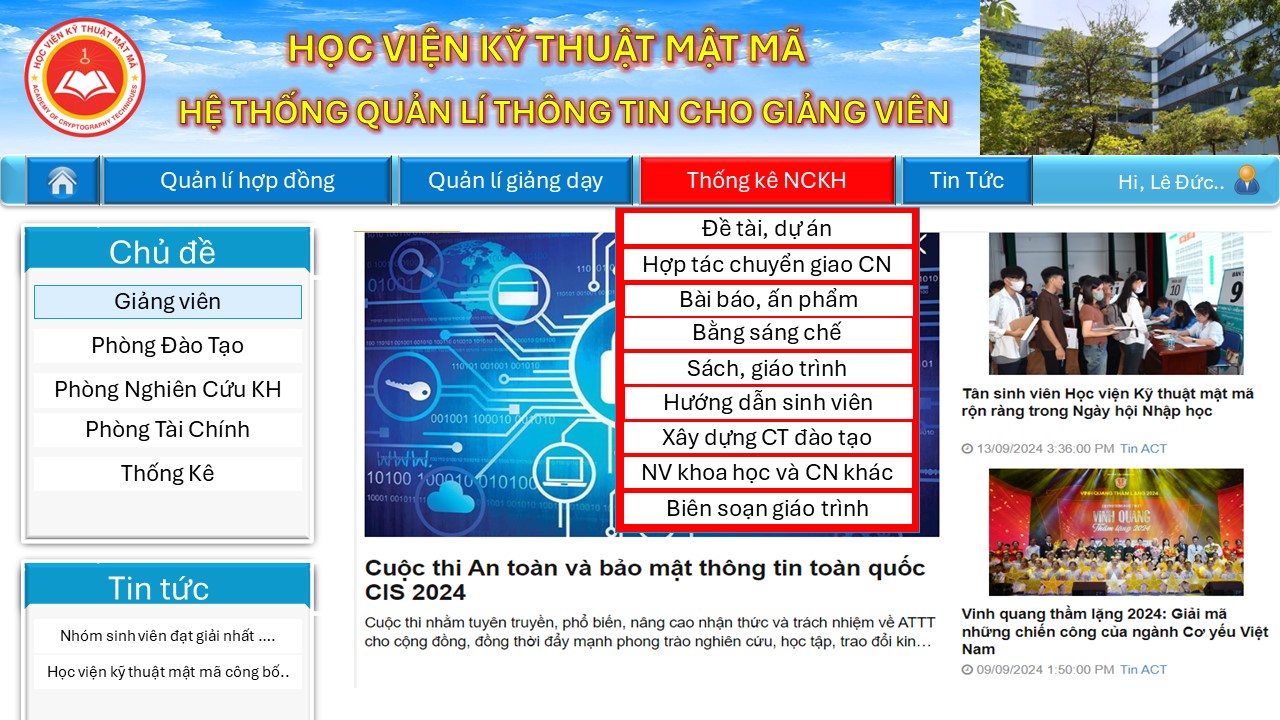 HỌC VIỆN KỸ THUẬT MẬT MÃ
ACADEMY OF CRYPTOGRAPHY TECHNIQUES
HỌC VIỆN KỸ THUẬT MẬT MÃ
HỆ THỐNG QUẢN LÍ THÔNG TIN CHO GIẢNG VIÊN
Quản lí hợp đồng
Quản lí giảng dạy
Thống kê NCKH
Tin Tức
Hi, Lê Đức..
Chủ đề
Giảng viên
Phòng Đào Tạo
Phòng Nghiên Cứu KH
Phòng Tài Chính
Thống Kê
Tin tức
Nhóm sinh viên đạt giải nhất ....
Học viện kỹ thuật mật mã công bố..
Đề tài, dự án
Hợp tác chuyển giao CN
Bài báo, ấn phẩm
Bằng sáng chế
Sách, giáo trình
Hướng dẫn sinh viên
Xây dựng CT đào tạo
NV khoa học và CN khác
Biên soạn giáo trình
Cuộc thi An toàn và bảo mật thông tin toàn quốc
CIS 2024
Cuộc thi nhằm tuyên truyền, phổ biến, nâng cao nhận thức và trách nhiệm về ATTT
cho cộng đồng, đồng thời đẩy mạnh phong trào nghiên cứu, học tập, trao đổi kin...
Tân sinh viên Học viện Kỹ thuật mật mã
rộn ràng trong Ngày hội Nhập học
13/09/2024 3:36:00 PM Tin ACT
VINH QUANG THẦM LẶNG 2024
VINH QUANG
Thầm lặng 2024
Vinh quang thầm lặng 2024: Giải mã
những chiến công của ngành Cơ yếu Việt
Nam
09/09/2024 1:50:00 PM Tin ACT